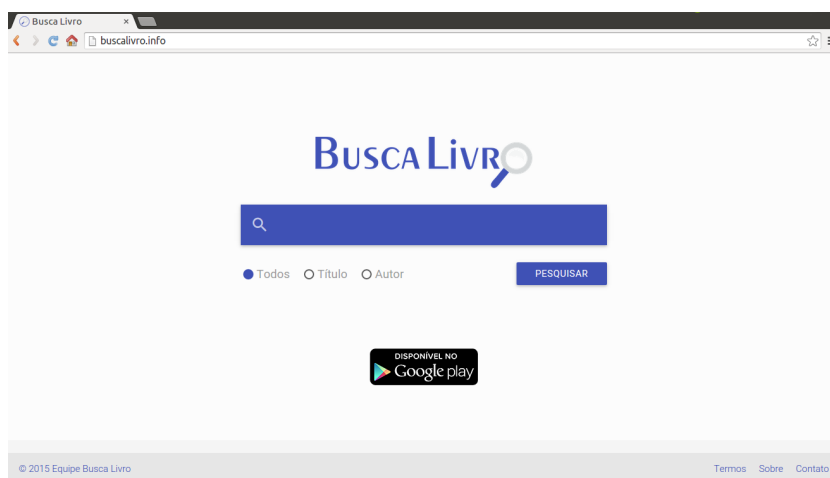 Busca Livro
buscalivro.info
BUSCA LIVRO
Todos Título Autor PESQUISAR
DISPONÍVEL NO
Google play
© 2015 Equipe Busca Livro Termos Sobre Contato